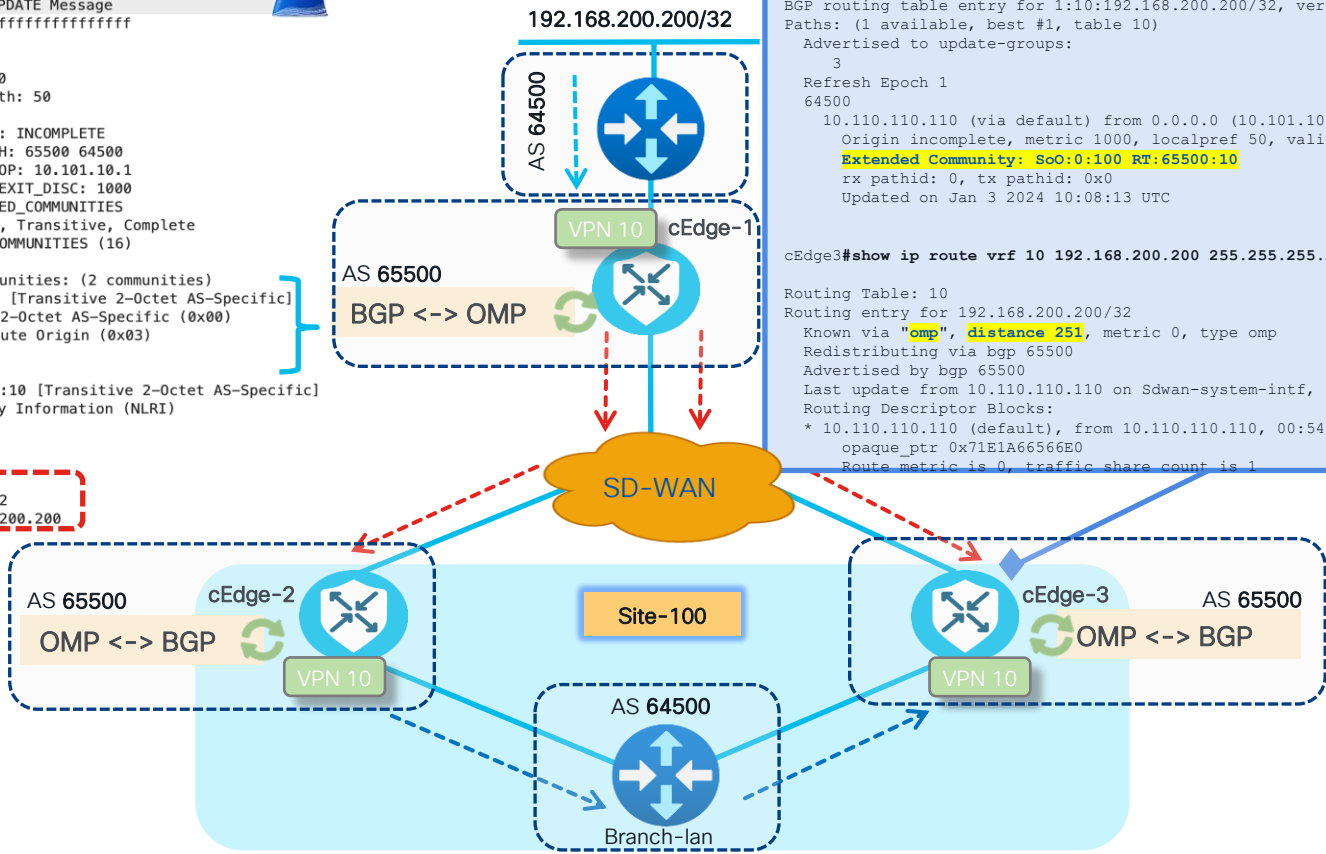 PDATE Message
ffffffffffffff
0
th: 50
: INCOMPLETE
H: 65500 64500
OP: 10.101.10.1
EXIT_DISC: 1000
ED_COMMUNITIES
, Transitive, Complete
OMMUNITIES (16)
unities: (2 communities)
[Transitive 2-Octet AS-Specific]
2-Octet AS-Specific (0x00)
ute Origin (0x03)
:10 [Transitive 2-Octet AS-Specific]
y Information (NLRI)
2
200.200
192.168.200.200/32
AS 64500
VPN 10
cEdge-1
AS 65500
BGP <-> OMP
BGP routing table entry for 1:10:192.168.200.200/32, ver
Paths: (1 available, best #1, table 10)
Advertised to update-groups:
3
Refresh Epoch 1
64500
10.110.110.110 (via default) from 0.0.0.0 (10.101.10
Origin incomplete, metric 1000, localpref 50, vali
Extended Community: SoO:0:100 RT:65500:10
rx pathid: 0, tx pathid: 0x0
Updated on Jan 3 2024 10:08:13 UTC
cEdge3#show ip route vrf 10 192.168.200.200 255.255.255.
Routing Table: 10
Routing entry for 192.168.200.200/32
Known via "omp", distance 251, metric 0, type omp
Redistributing via bgp 65500
Advertised by bgp 65500
Last update from 10.110.110.110 on Sdwan-system-intf,
Routing Descriptor Blocks:
* 10.110.110.110 (default), from 10.110.110.110, 00:54
opaque_ptr 0x71E1A66566E0
Route metric is 0, traffic share count is 1
SD-WAN
AS 65500
cEdge-2
OMP <-> BGP
VPN 10
Site-100
cEdge-3
AS 65500
OMP <-> BGP
VPN 10
AS 64500
Branch-lan